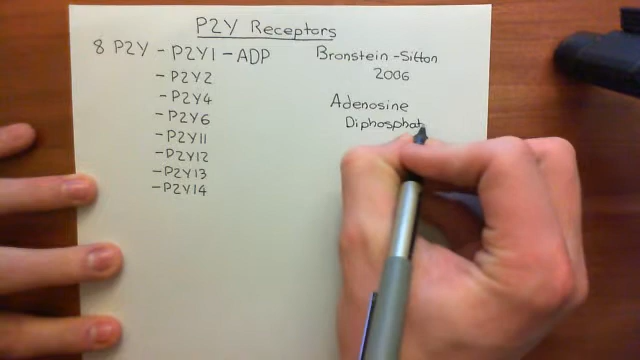 P2Y Receptors
8 P2Y - P2Y1 - ADP
- P2Y2
- P2Y4
- P2Y6
- P2Y11
- P2Y12
- P2Y13
- P2Y14
Bronstein - Sitton
2006
Adenosine
Diphosphat